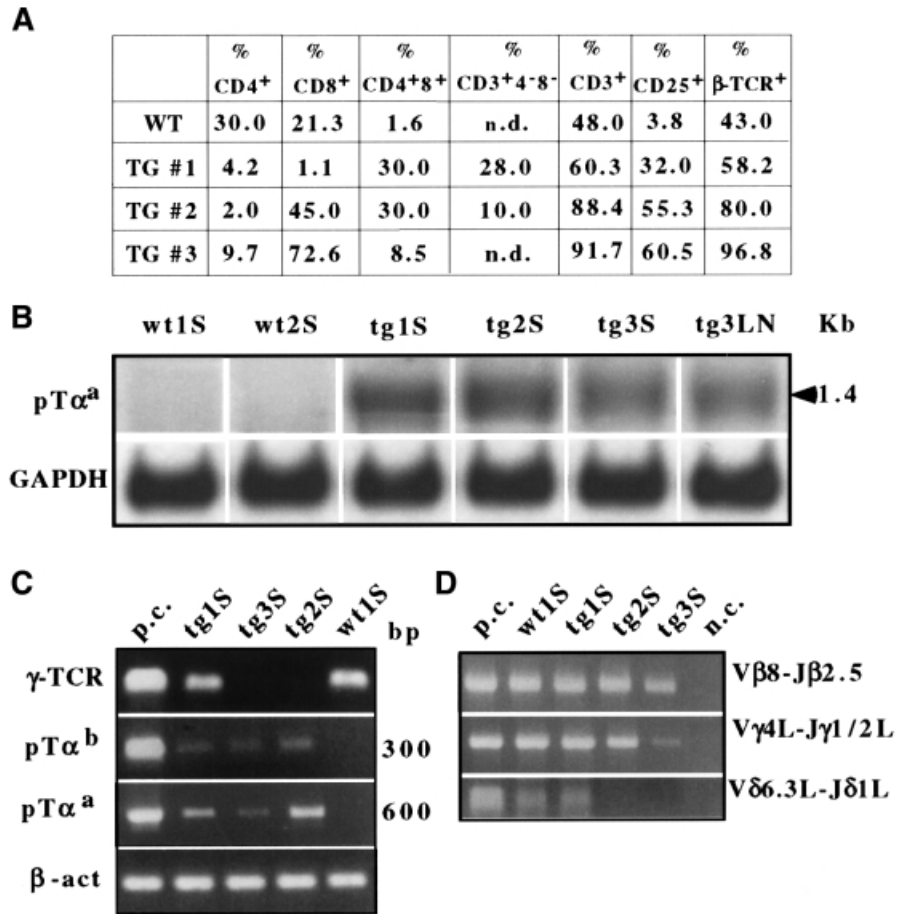 A
% % % % % % %
CD4⁺ CD8⁺ CD4⁺8⁺ CD3⁺4⁻8⁻ CD3⁺ CD25⁺ β-TCR⁺
WT 30.0 21.3 1.6 n.d. 48.0 3.8 43.0
TG #1 4.2 1.1 30.0 28.0 60.3 32.0 58.2
TG #2 2.0 45.0 30.0 10.0 88.4 55.3 80.0
TG #3 9.7 72.6 8.5 n.d. 91.7 60.5 96.8
B
wt1S wt2S tg1S tg2S tg3S tg3LN Kb
pTαᵃ 1.4
GAPDH
C
p.c. tg1S tg3S tg2S wt1S bp
γ-TCR
pTαᵇ 300
pTαᵃ 600
β-act
D
p.c. wt1S tg1S tg2S tg3S n.c.
Vβ8-Jβ2.5
Vγ4L-Jγ1/2L
Vδ6.3L-Jδ1L